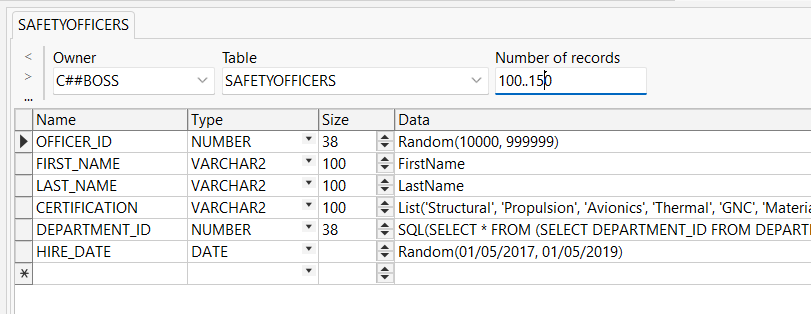 SAFETYOFFICERS
Owner Table Number of records
C##BOSS SAFETYOFFICERS 100..150
Name Type Size Data
OFFICER_ID NUMBER 38 Random(10000, 999999)
FIRST_NAME VARCHAR2 100 FirstName
LAST_NAME VARCHAR2 100 LastName
CERTIFICATION VARCHAR2 100 List('Structural', 'Propulsion', 'Avionics', 'Thermal', 'GNC', 'Materia
DEPARTMENT_ID NUMBER 38 SQL(SELECT * FROM (SELECT DEPARTMENT_ID FROM DEPARTME
HIRE_DATE DATE Random(01/05/2017, 01/05/2019)